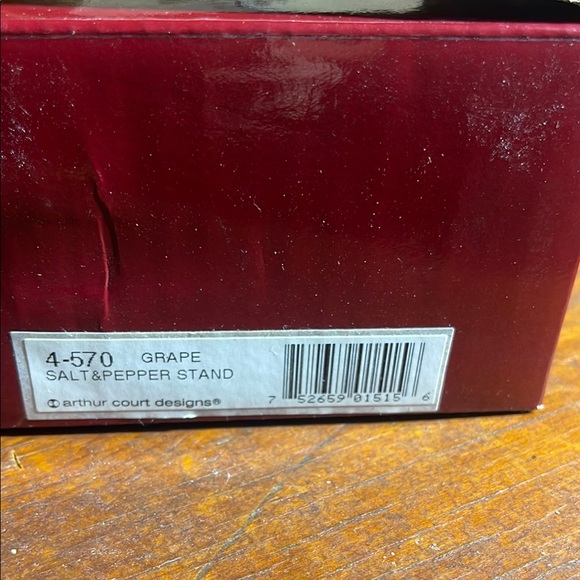 4-570 GRAPE
SALT&PEPPER STAND
arthur court designs®
7 52659 01515 6